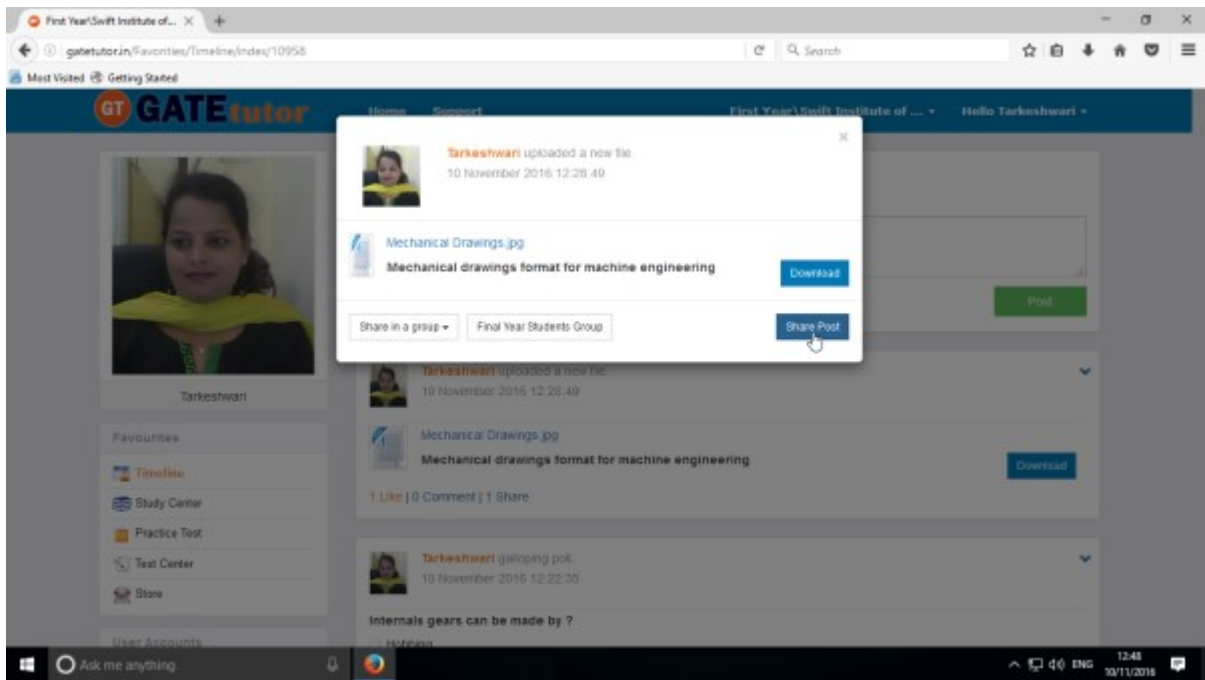 First Year\Swift Institute of...
gatetutor.in/Favorities/Timeline/Index/10958
Search
Most Visited Getting Started
GT GATEtutor Home Support First Year\Swift Institute of .... Hello Tarkeshwari
Tarkeshwari uploaded a new file.
10 November 2016 12:28:49
Mechanical Drawings.jpg
Mechanical drawings format for machine engineering
Download
Share in a group Final Year Students Group Share Post
Post
Tarkeshwari
Tarkeshwari uploaded a new file
10 November 2016 12:28:49
Mechanical Drawings.jpg
Mechanical drawings format for machine engineering
Download
1 Like | 0 Comment | 1 Share
Favourites
Timeline
Study Center
Practice Test
Test Center
Store
User Accounts
Tarkeshwari galloping poll.
10 November 2016 12:22:35
Internals gears can be made by ?
Hobbing
Ask me anything
ENG
12:48
10/11/2016